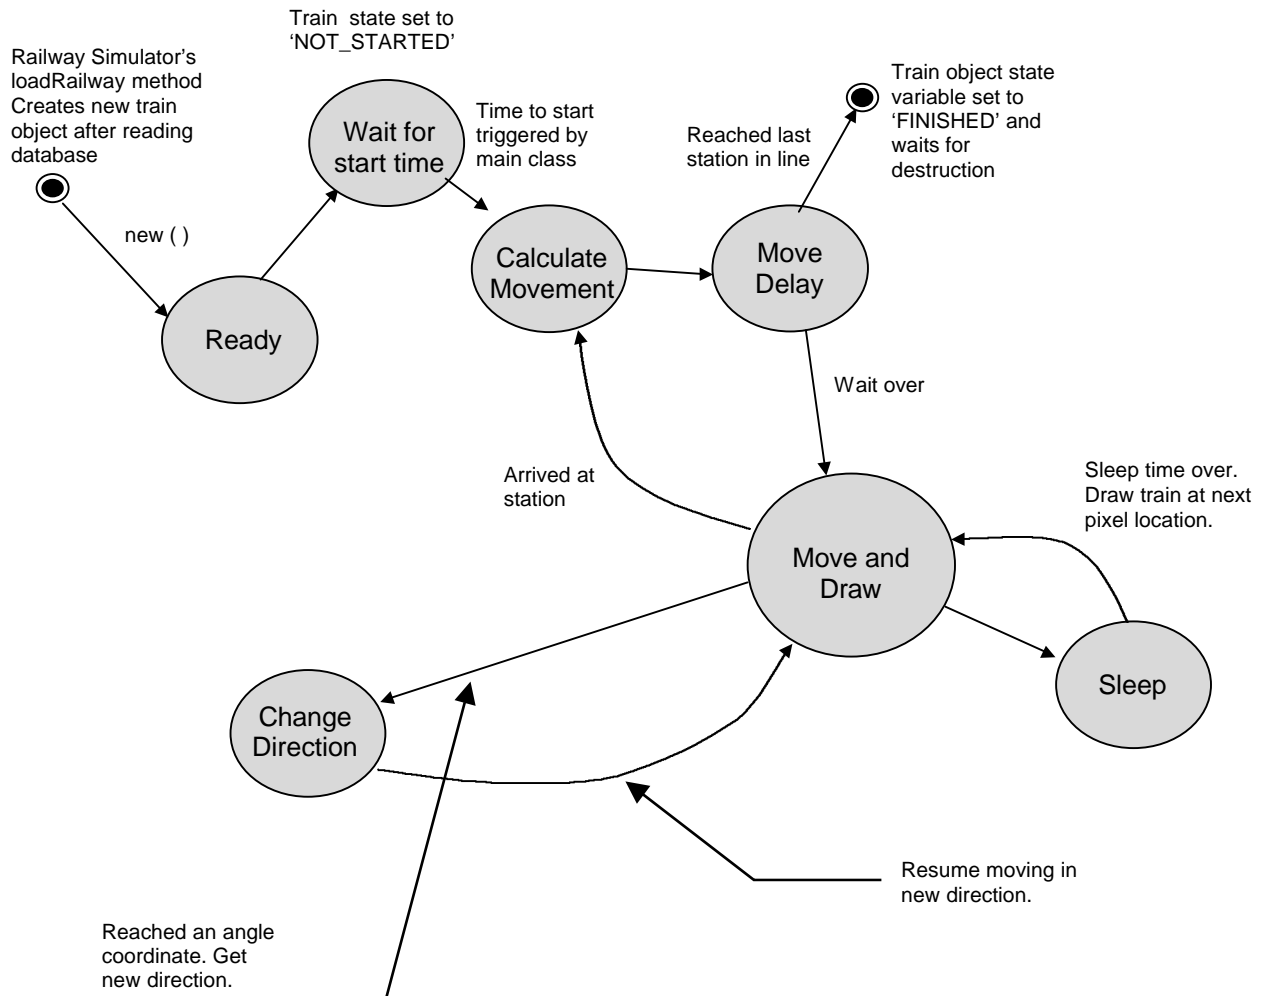 Train  state set to
‘NOT_STARTED’
Railway Simulator’s
loadRailway method
Creates new train
object after reading
database
Wait for
start time
Time to start
triggered by
main class
Reached last
station in line
Train object state
variable set to
‘FINISHED’ and
waits for
destruction
new ( )
Ready
Calculate
Movement
Move
Delay
Wait over
Arrived at
station
Sleep time over.
Draw train at next
pixel location.
Move and
Draw
Sleep
Change
Direction
Resume moving in
new direction.
Reached an angle
coordinate. Get
new direction.